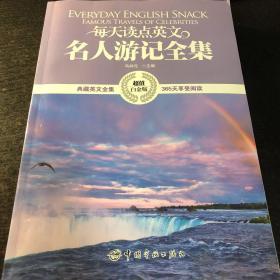 EVERYDAY ENGLISH SNACK
FAMOUS TRAVELS OF CELEBRITIES
每天读点英文
名人游记全集
典藏英文全集
超值
白金版
365天享受阅读
中国宇航出版社